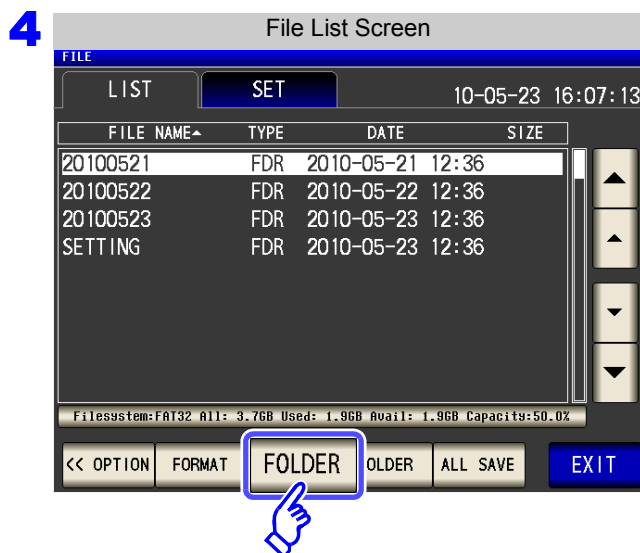 4
File List Screen
FILE
LIST SET 10-05-23 16:07:13
FILE NAME▲ TYPE DATE SIZE
20100521 FDR 2010-05-21 12:36
20100522 FDR 2010-05-22 12:36
20100523 FDR 2010-05-23 12:36
SETTING FDR 2010-05-23 12:36
Filesystem:FAT32 All: 3.7GB Used: 1.9GB Avail: 1.9GB Capacity:50.0%
<< OPTION FORMAT FOLDER OLDER ALL SAVE EXIT